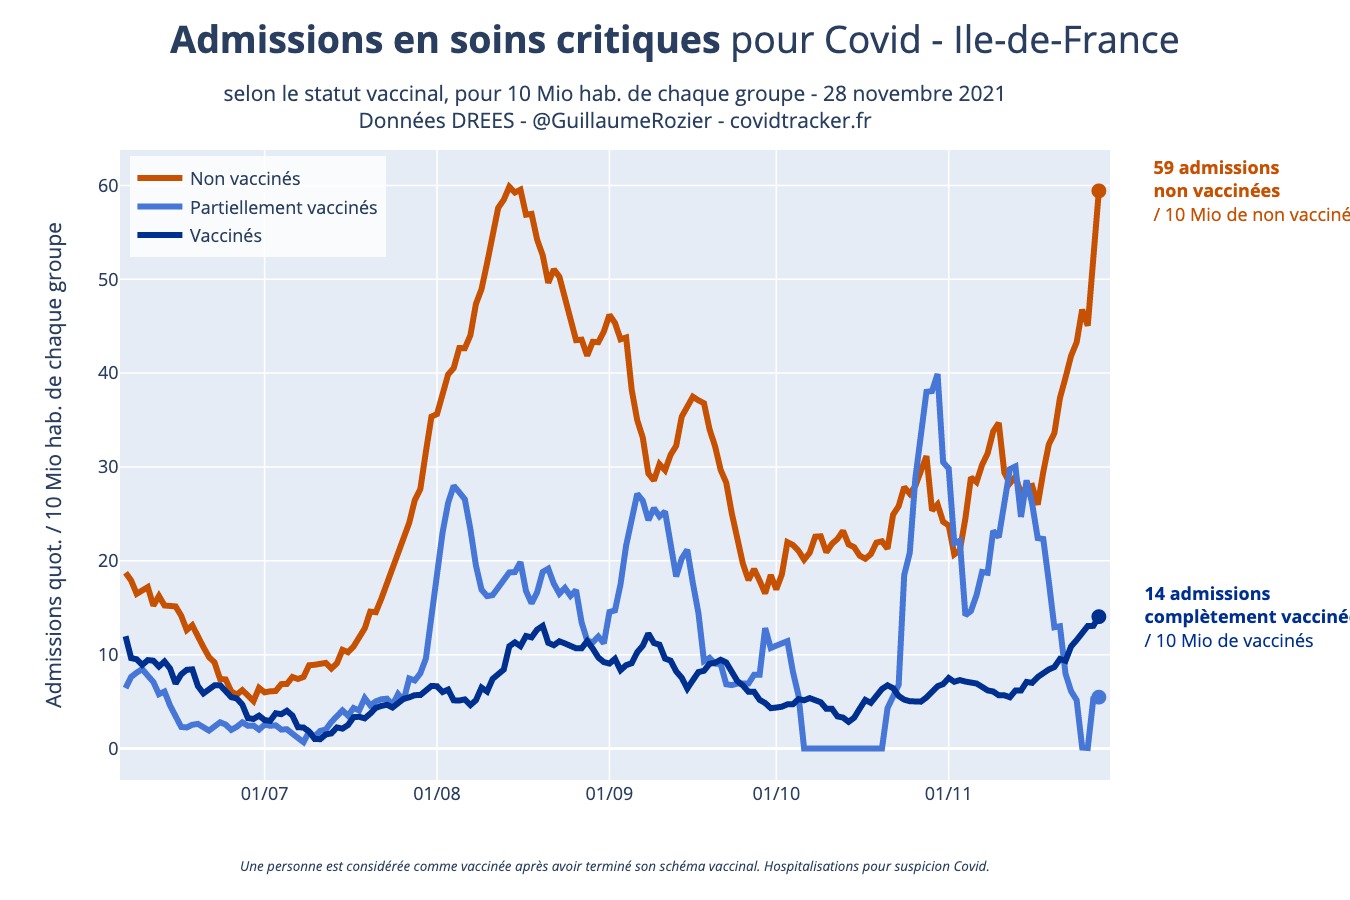 Admissions en soins critiques pour Covid - Ile-de-France
selon le statut vaccinal, pour 10 Mio hab. de chaque groupe - 28 novembre 2021
Données DREES - @GuillaumeRozier - covidtracker.fr
Non vaccinés
Partiellement vaccinés
Vaccinés
59 admissions
non vaccinées
/ 10 Mio de non vacciné
14 admissions
complètement vacciné
/ 10 Mio de vaccinés
Admissions quot. / 10 Mio hab. de chaque groupe
60
50
40
30
20
10
0
01/07
01/08
01/09
01/10
01/11
Une personne est considérée comme vaccinée après avoir terminé son schéma vaccinal. Hospitalisations pour suspicion Covid.